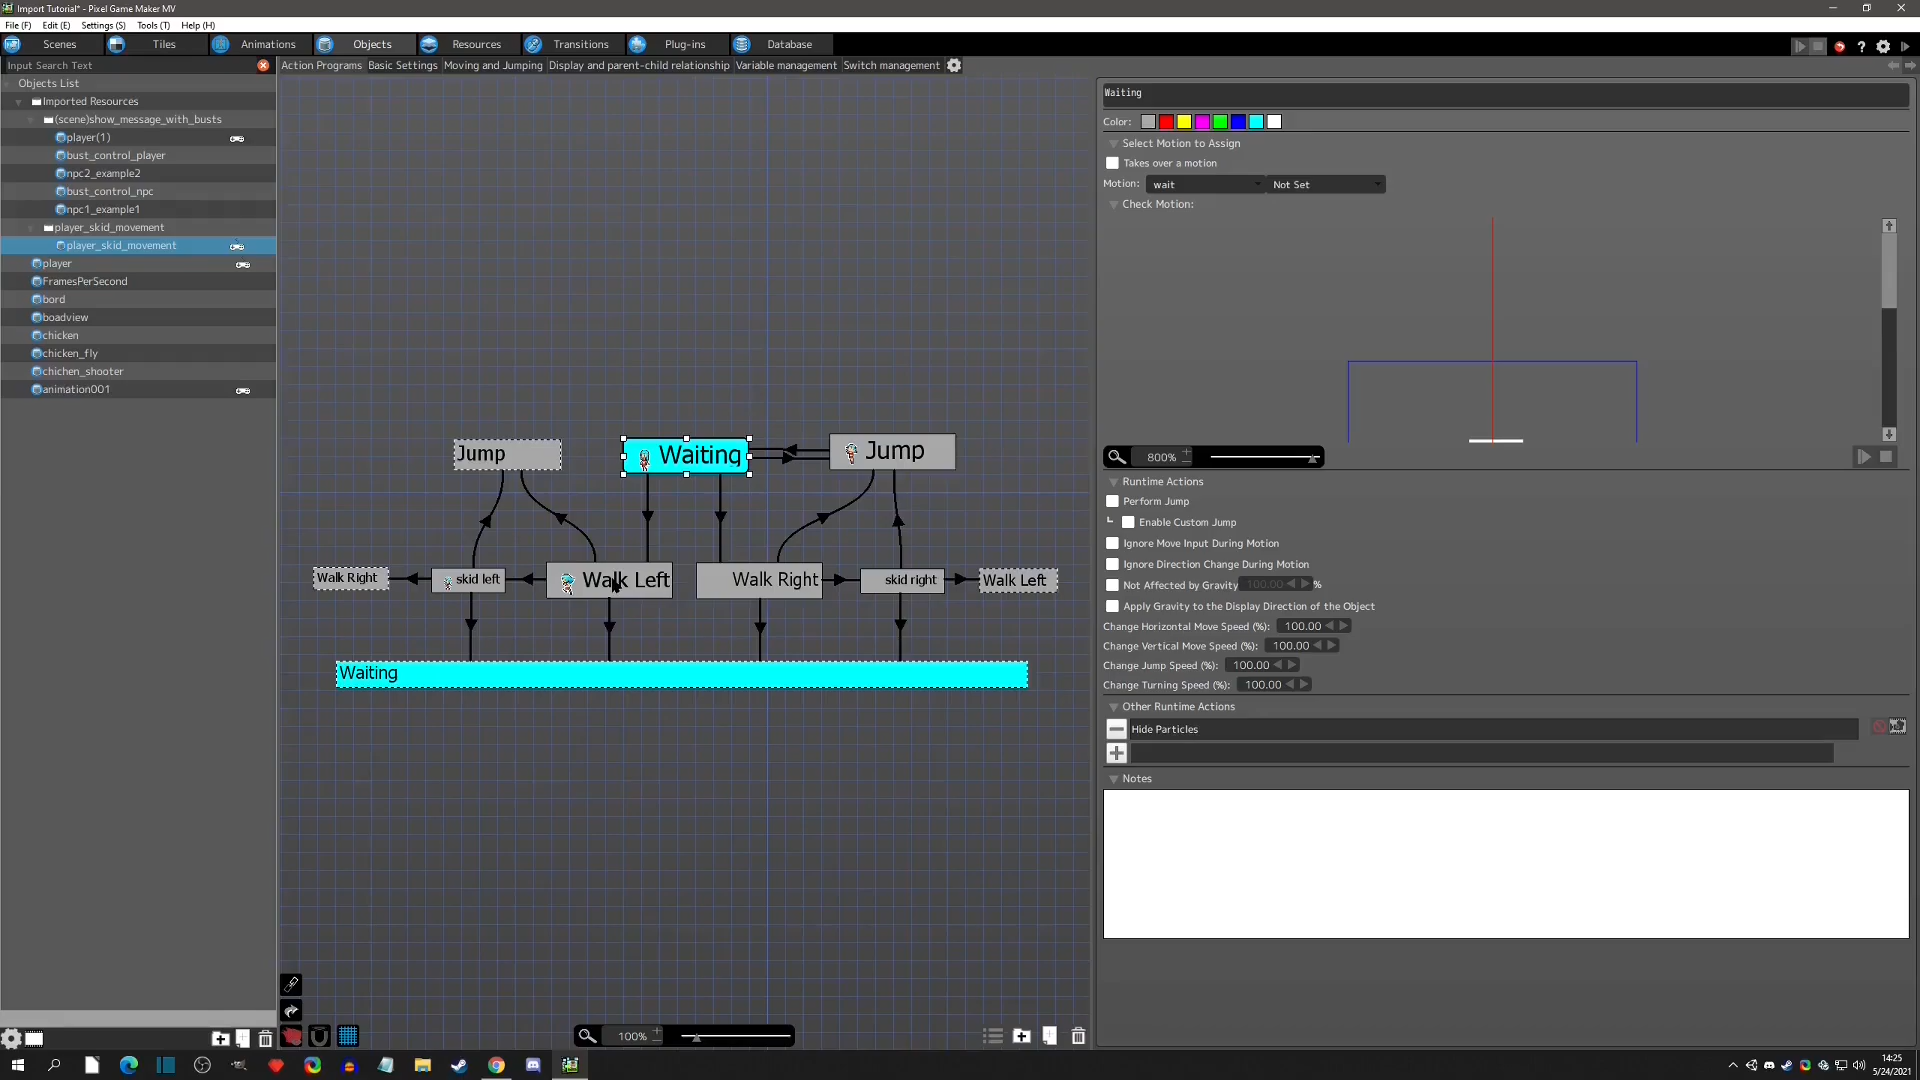 Import Tutorial* - Pixel Game Maker MV
File (F) Edit (E) Settings (S) Tools (T) Help (H)
Scenes Tiles Animations Objects Resources Transitions Plug-ins Database
Input Search Text
Action Programs Basic Settings Moving and Jumping Display and parent-child relationship Variable management Switch management
Objects List
Imported Resources
(scene)show_message_with_busts
player(1)
bust_control_player
npc2_example2
bust_control_npc
npc1_example1
player_skid_movement
player_skid_movement
player
FramesPerSecond
bord
boadview
chicken
chicken_fly
chichen_shooter
animation001
Jump
Waiting
Jump
Walk Right
skid left
Walk Left
Walk Right
skid right
Walk Left
Waiting
100%
Waiting
Color:
Select Motion to Assign
Takes over a motion
Motion: wait Not Set
Check Motion:
800%
Runtime Actions
Perform Jump
Enable Custom Jump
Ignore Move Input During Motion
Ignore Direction Change During Motion
Not Affected by Gravity 100.00 %
Apply Gravity to the Display Direction of the Object
Change Horizontal Move Speed (%): 100.00
Change Vertical Move Speed (%): 100.00
Change Jump Speed (%): 100.00
Change Turning Speed (%): 100.00
Other Runtime Actions
Hide Particles
Notes
14:25
5/24/2021